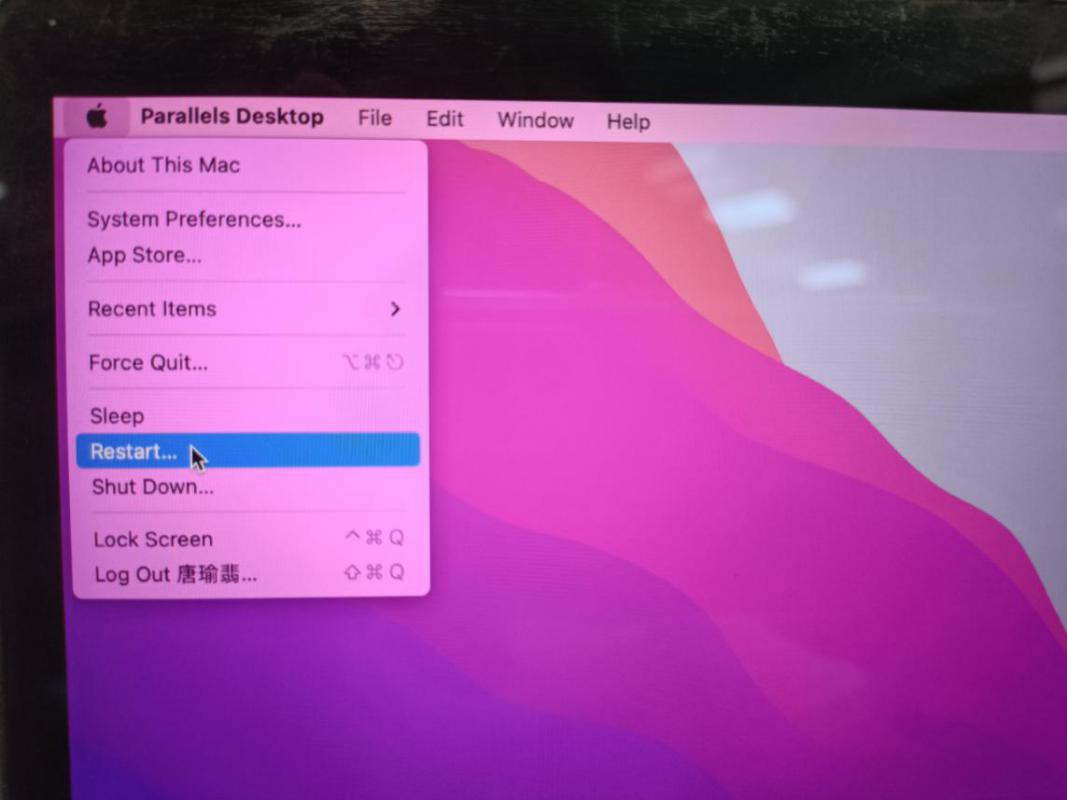 Parallels Desktop File Edit Window Help
About This Mac
System Preferences...
App Store...
Recent Items
Force Quit... ⌥⌘⎋
Sleep
Restart...
Shut Down...
Lock Screen ^⌘Q
Log Out 唐瑜翡... ⇧⌘Q